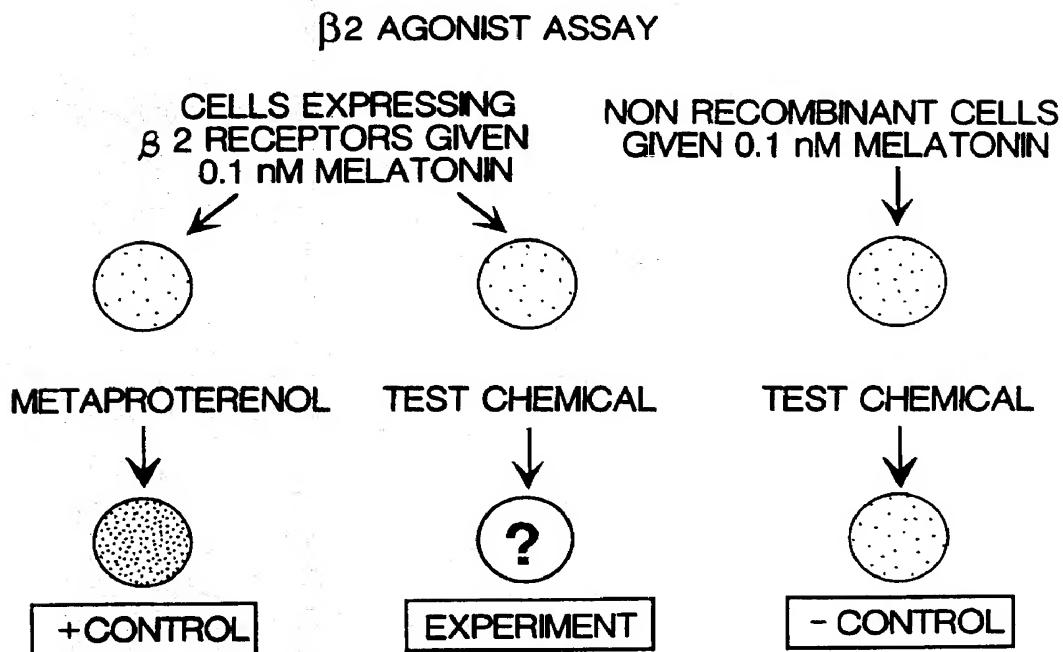 β2 AGONIST ASSAY
CELLS EXPRESSING
β 2 RECEPTORS GIVEN
0.1 nM MELATONIN
NON RECOMBINANT CELLS
GIVEN 0.1 nM MELATONIN
METAPROTERENOL
TEST CHEMICAL
TEST CHEMICAL
?
+CONTROL
EXPERIMENT
- CONTROL